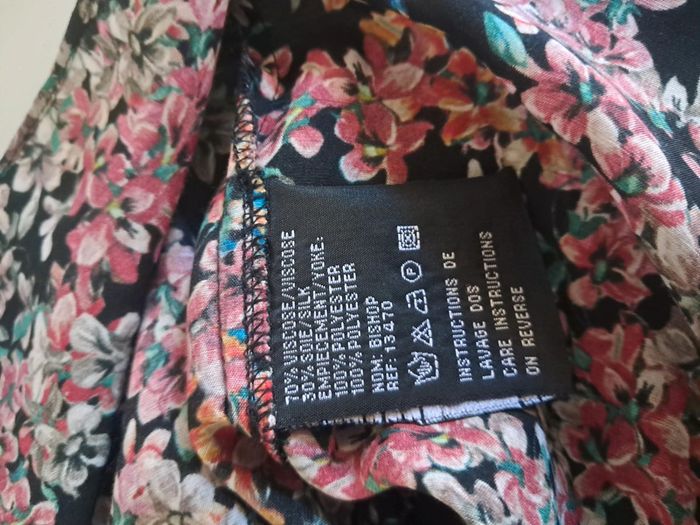 70% VISCOSE/VISCOSE
30% SOIE/SILK
EMPIECEMENT/YOKE:
100% POLYESTER
100% POLYESTER
NOM: BISHOP
REF: 13470
P
INSTRUCTIONS DE
LAVAGE DOS
CARE INSTRUCTIONS
ON REVERSE